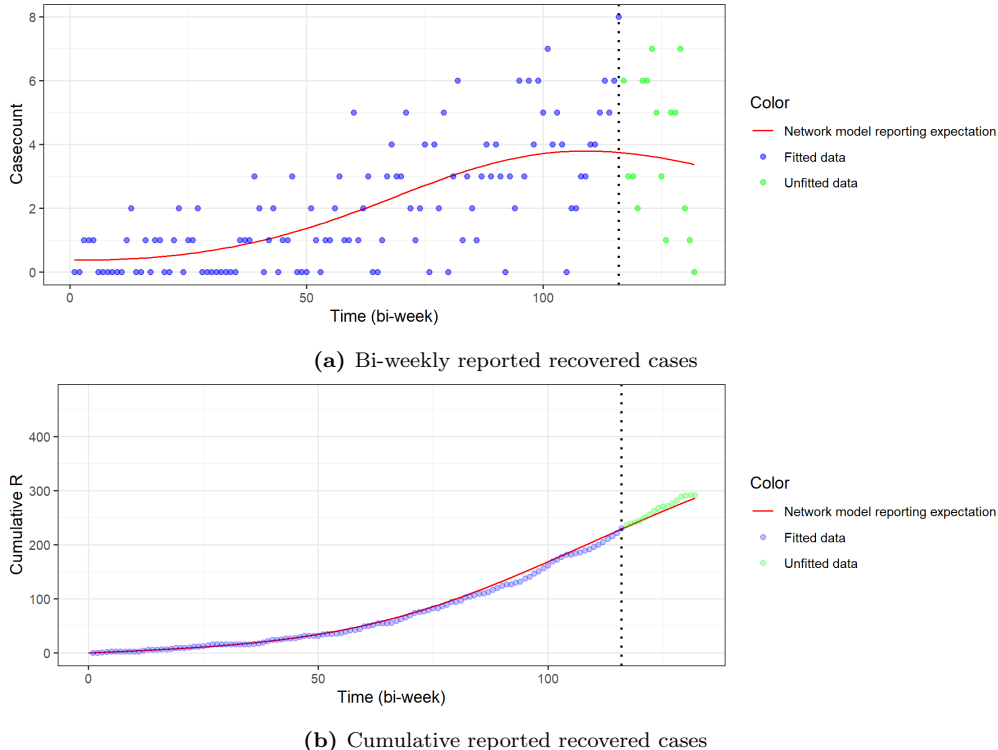 8
6
4
2
0
Casecount
0
50
100
Time (bi-week)
Color
Network model reporting expectation
Fitted data
Unfitted data
(a) Bi-weekly reported recovered cases
400
300
200
100
0
Cumulative R
0
50
100
Time (bi-week)
Color
Network model reporting expectation
Fitted data
Unfitted data
(b) Cumulative reported recovered cases